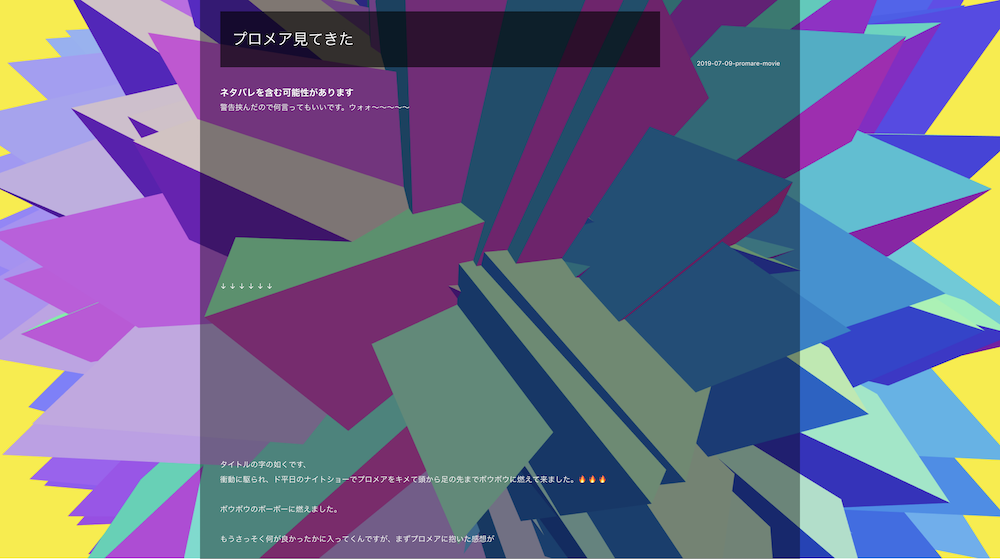 プロメア見てきた
2019-07-09-promare-movie
ネタバレを含む可能性があります
警告挟んだので何言ってもいいです。ウォォ〜〜〜〜〜
↓ ↓ ↓ ↓ ↓ ↓
タイトルの字の如くです、
衝動に駆られ、ド平日のナイトショーでプロメアをキメて頭から足の先までボウボウに燃えて来ました。🔥🔥🔥
ボウボウのボーボーに燃えました。
もうさっそく何が良かったかに入ってくんですが、まずプロメアに抱いた感想が